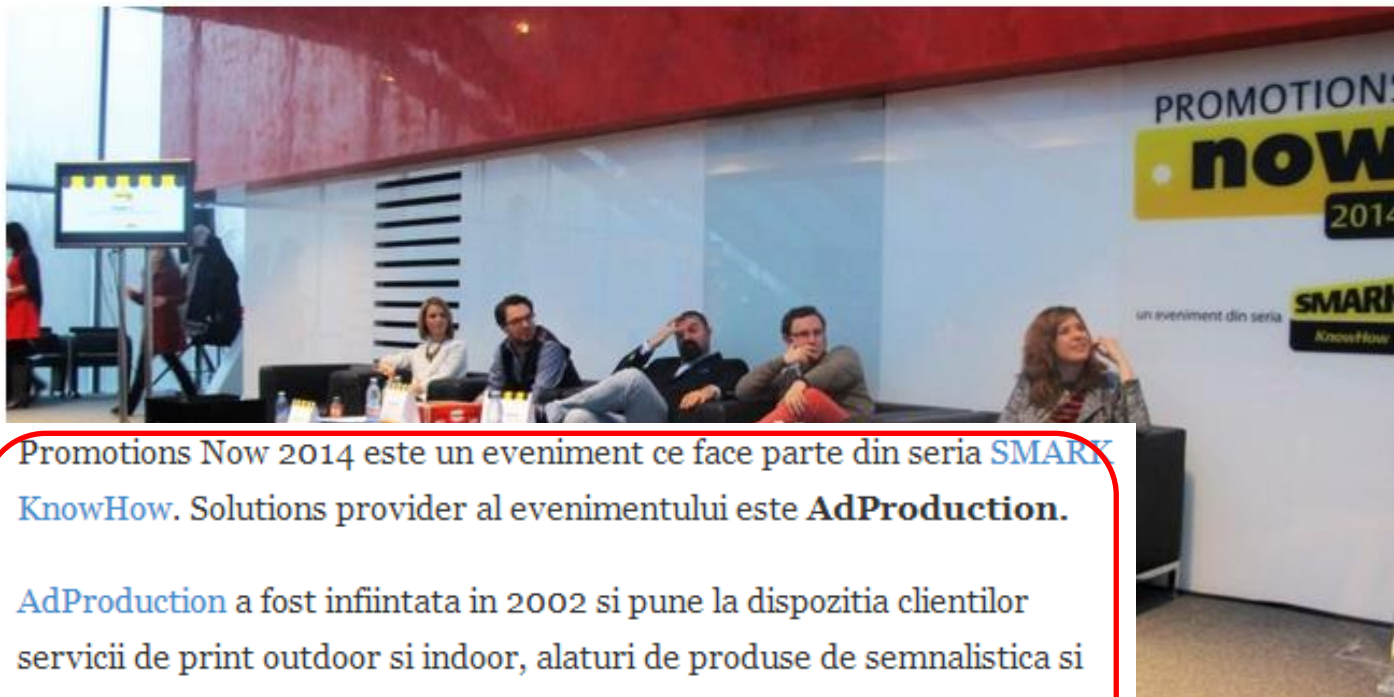 PROMOTIONS
now
2014
un eveniment din seria
SMARK
KnowHow
Promotions Now 2014 este un eveniment ce face parte din seria SMARK
KnowHow. Solutions provider al evenimentului este AdProduction.
AdProduction a fost infiintata in 2002 si pune la dispozitia clientilor
servicii de print outdoor si indoor, alaturi de produse de semnalistica si